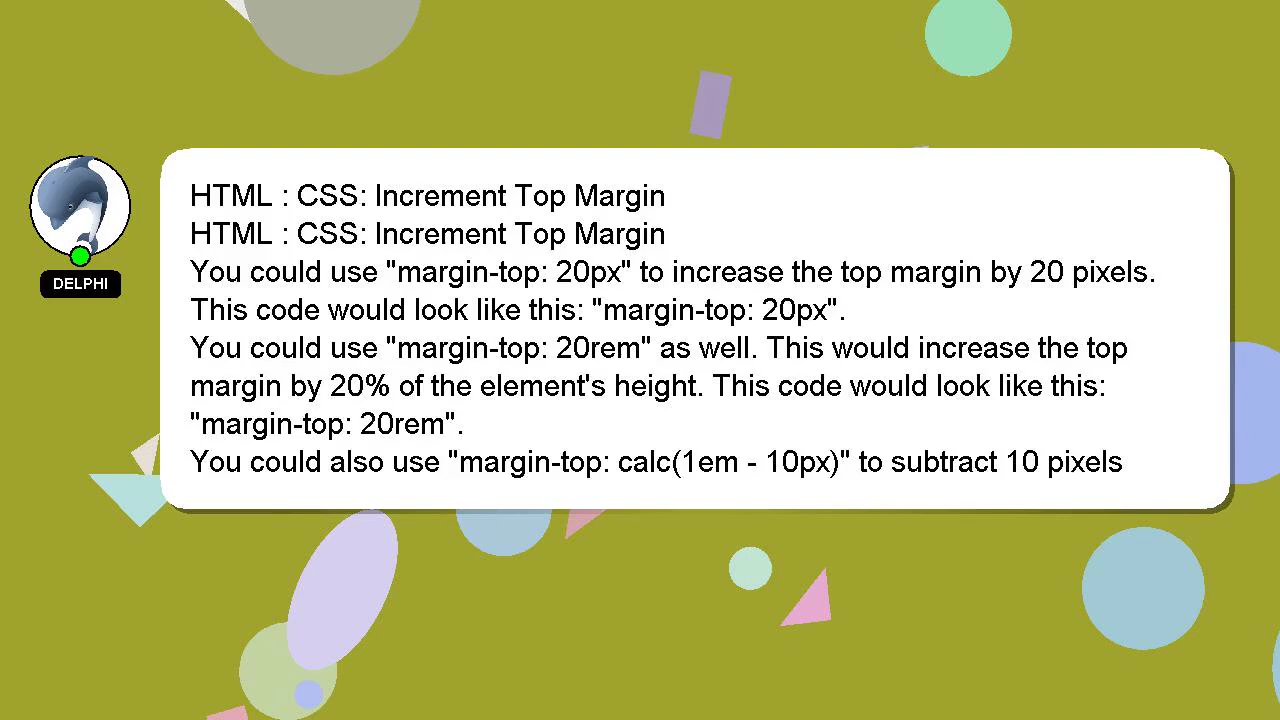 HTML : CSS: Increment Top Margin
HTML : CSS: Increment Top Margin
You could use "margin-top: 20px" to increase the top margin by 20 pixels.
This code would look like this: "margin-top: 20px".
You could use "margin-top: 20rem" as well. This would increase the top
margin by 20% of the element's height. This code would look like this:
"margin-top: 20rem".
You could also use "margin-top: calc(1em - 10px)" to subtract 10 pixels
DELPHI